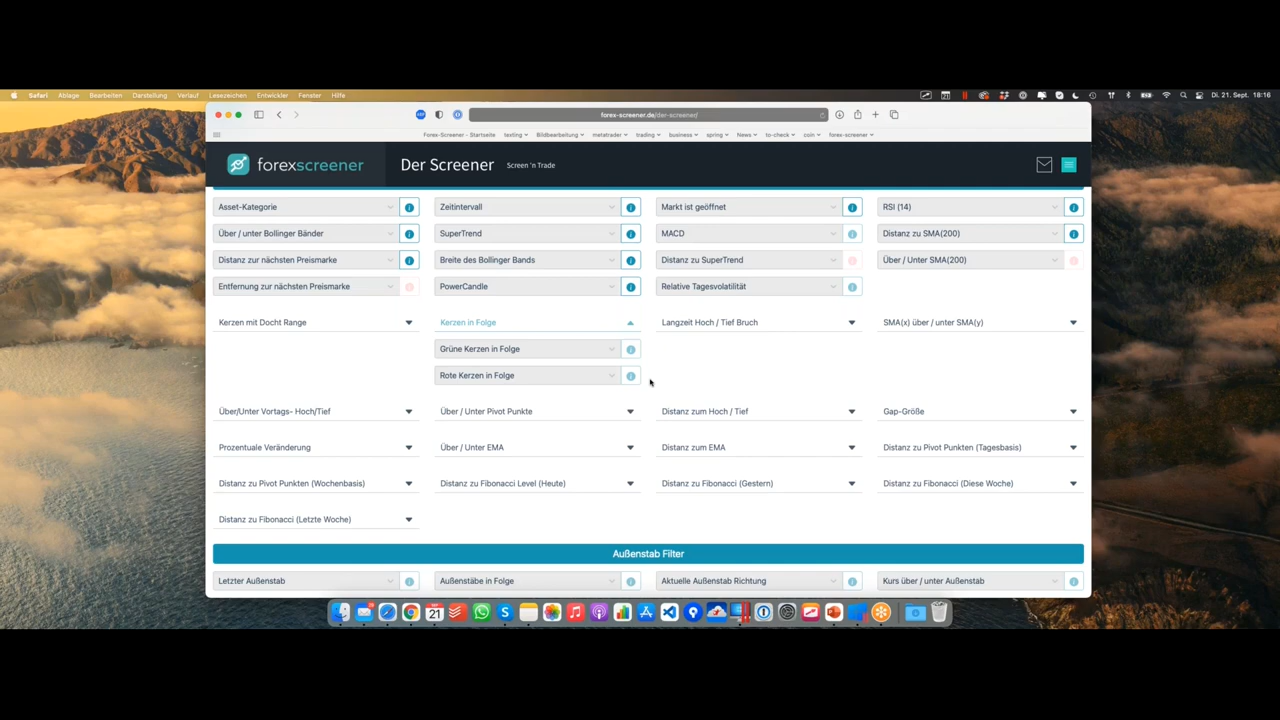 Safari Ablage Bearbeiten Darstellung Verlauf Lesezeichen Entwickler Fenster Hilfe Di. 21. Sept. 18:16
forex-screener.de/der-screener/
Forex-Screener - Startseite texting Bildbearbeitung metatrader trading business spring News to-check coin forex-screener
forexscreener Der Screener Screen 'n Trade
Asset-Kategorie Zeitintervall Markt ist geöffnet RSI (14)
Über / unter Bollinger Bänder SuperTrend MACD Distanz zu SMA(200)
Distanz zur nächsten Preismarke Breite des Bollinger Bands Distanz zu SuperTrend Über / Unter SMA(200)
Entfernung zur nächsten Preismarke PowerCandle Relative Tagesvolatilität
Kerzen mit Docht Range Kerzen in Folge Langzeit Hoch / Tief Bruch SMA(x) über / unter SMA(y)
Grüne Kerzen in Folge
Rote Kerzen in Folge
Über/Unter Vortags- Hoch/Tief Über / Unter Pivot Punkte Distanz zum Hoch / Tief Gap-Größe
Prozentuale Veränderung Über / Unter EMA Distanz zum EMA Distanz zu Pivot Punkten (Tagesbasis)
Distanz zu Pivot Punkten (Wochenbasis) Distanz zu Fibonacci Level (Heute) Distanz zu Fibonacci (Gestern) Distanz zu Fibonacci (Diese Woche)
Distanz zu Fibonacci (Letzte Woche)
Außenstab Filter
Letzter Außenstab Außenstäbe in Folge Aktuelle Außenstab Richtung Kurs über / unter Außenstab
21